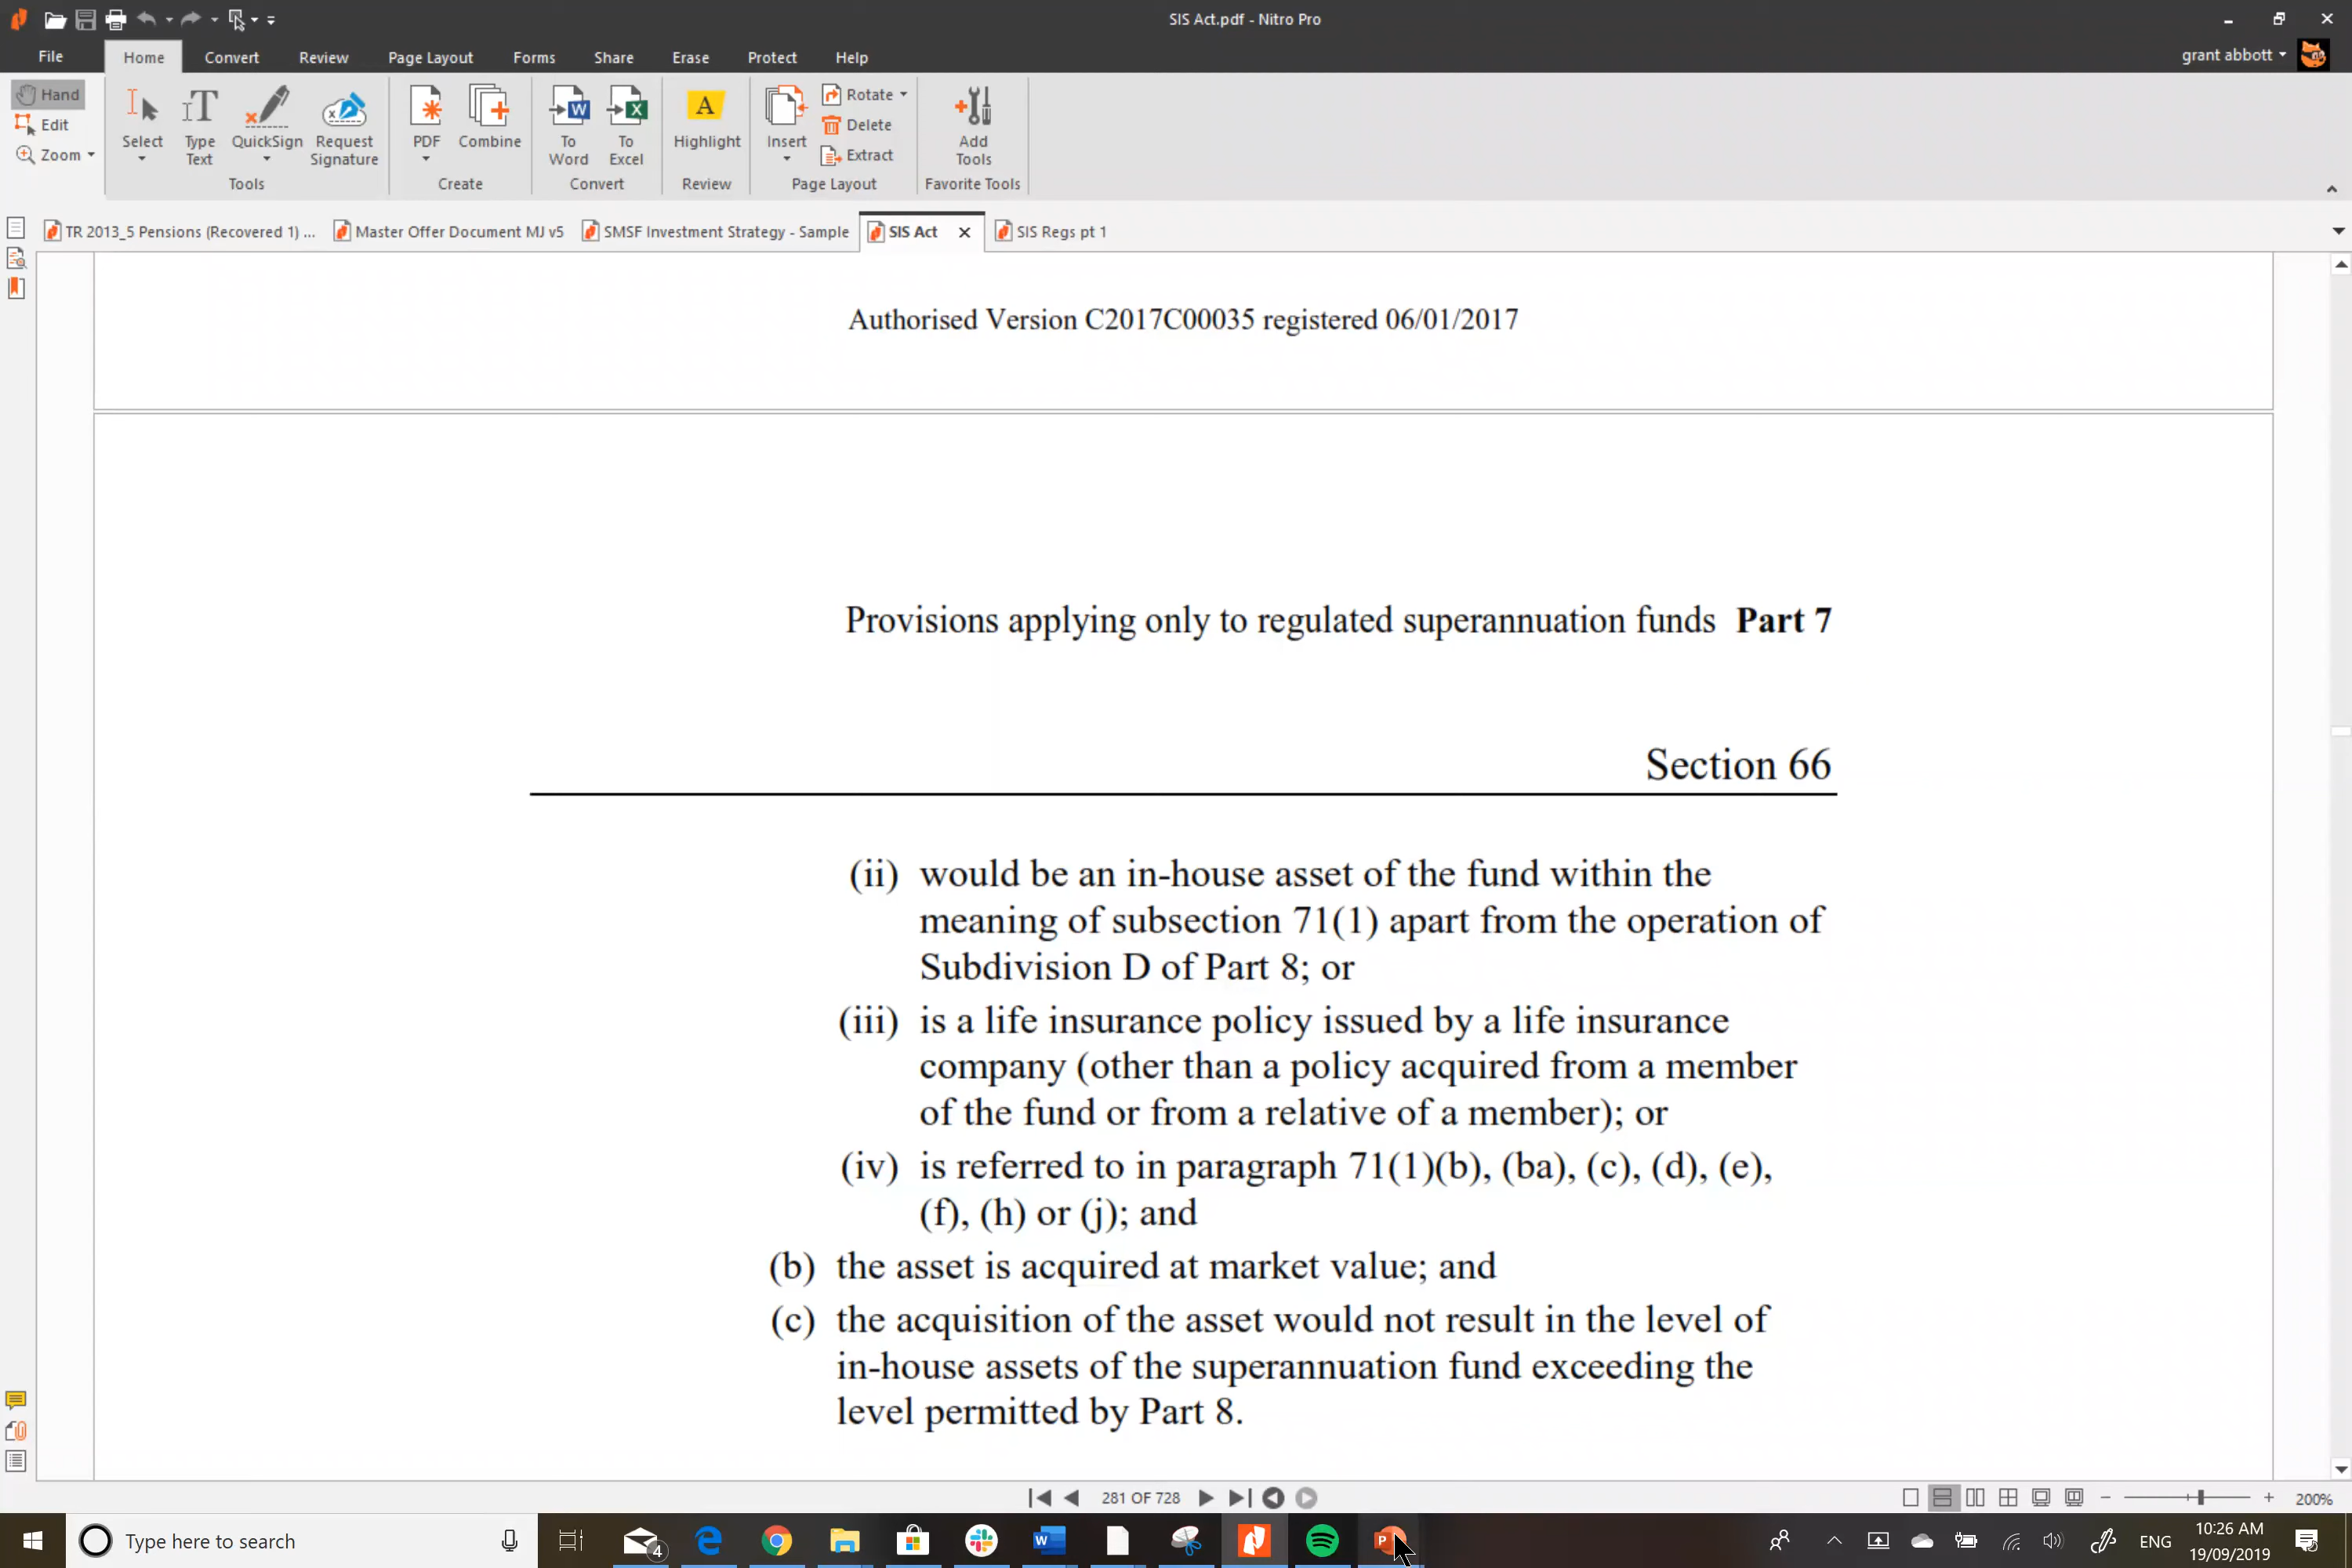 SIS Act.pdf - Nitro Pro
File Home Convert Review Page Layout Forms Share Erase Protect Help
grant abbott
Hand
Edit
Zoom
Select
Type Text
QuickSign
Request Signature
Tools
PDF
Combine
Create
To Word
To Excel
Convert
A
Highlight
Review
Insert
Rotate
Delete
Extract
Page Layout
Add Tools
Favorite Tools
TR 2013_5 Pensions (Recovered 1) ... Master Offer Document MJ v5 SMSF Investment Strategy - Sample SIS Act SIS Regs pt 1
Authorised Version C2017C00035 registered 06/01/2017
Provisions applying only to regulated superannuation funds Part 7
Section 66
(ii) would be an in-house asset of the fund within the
meaning of subsection 71(1) apart from the operation of
Subdivision D of Part 8; or
(iii) is a life insurance policy issued by a life insurance
company (other than a policy acquired from a member
of the fund or from a relative of a member); or
(iv) is referred to in paragraph 71(1)(b), (ba), (c), (d), (e),
(f), (h) or (j); and
(b) the asset is acquired at market value; and
(c) the acquisition of the asset would not result in the level of
in-house assets of the superannuation fund exceeding the
level permitted by Part 8.
281 OF 728
200%
Type here to search
4
ENG
10:26 AM
19/09/2019